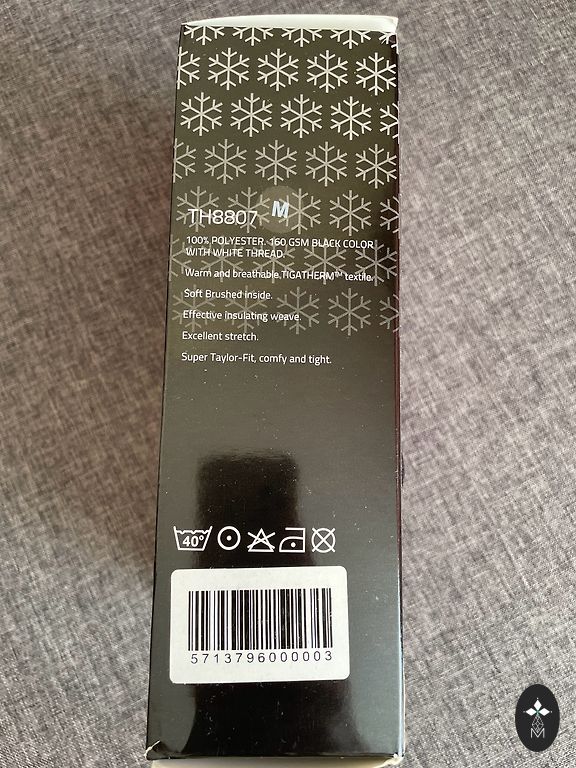 M
TH8807
100% POLYESTER. 160 GSM BLACK COLOR
WITH WHITE THREAD.
Warm and breathable TIGATHERM™ textile.
Soft Brushed inside.
Effective insulating weave.
Excellent stretch.
Super Taylor-Fit, comfy and tight.
40°
5713796000003
M